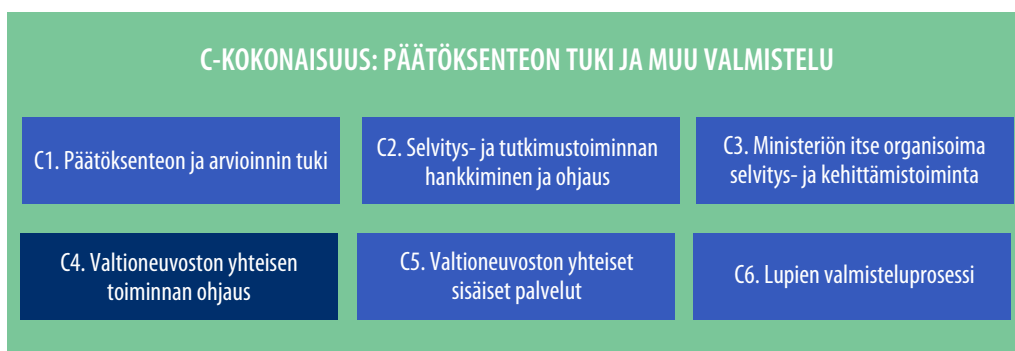 C-KOKONAISUUS: PÄÄTÖKSENTEON TUKI JA MUU VALMISTELU
C1. Päätöksenteon ja arvioinnin tuki
C2. Selvitys- ja tutkimustoiminnan
hankkiminen ja ohjaus
C3. Ministeriön itse organisoima
selvitys- ja kehittämistoiminta
C4. Valtioneuvoston yhteisen
toiminnan ohjaus
C5. Valtioneuvoston yhteiset
sisäiset palvelut
C6. Lupien valmisteluprosessi